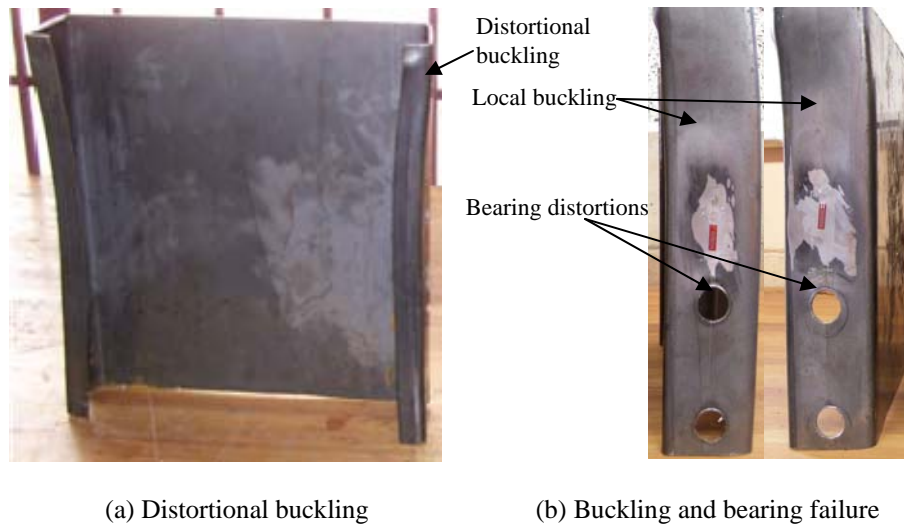 Distortional
buckling
Local buckling
Bearing distortions
(a) Distortional buckling
(b) Buckling and bearing failure